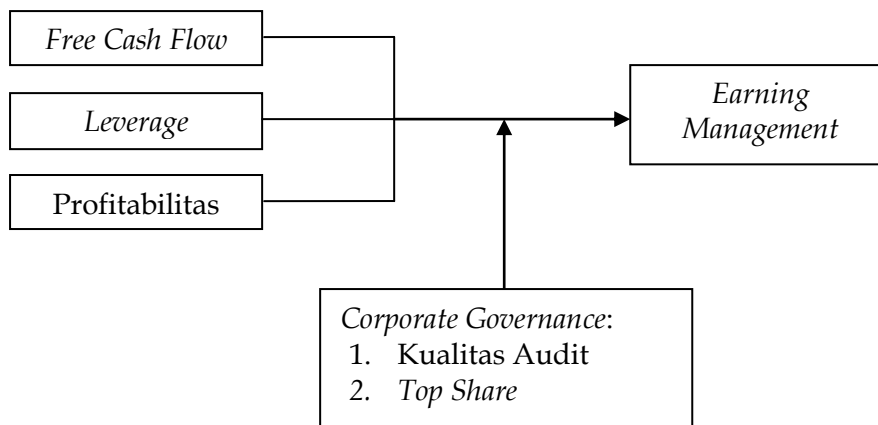 Free Cash Flow
Leverage
Profitabilitas
Earning
Management
Corporate Governance:
1. Kualitas Audit
2. Top Share